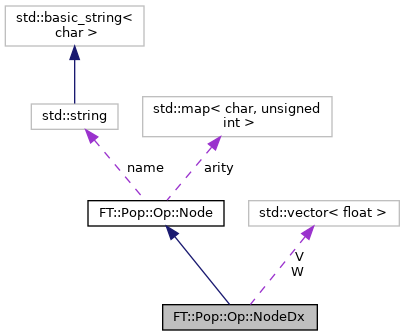 std::basic_string<
char >
std::string
std::map< char, unsigned
int >
name
arity
FT::Pop::Op::Node
std::vector< float >
V
W
FT::Pop::Op::NodeDx